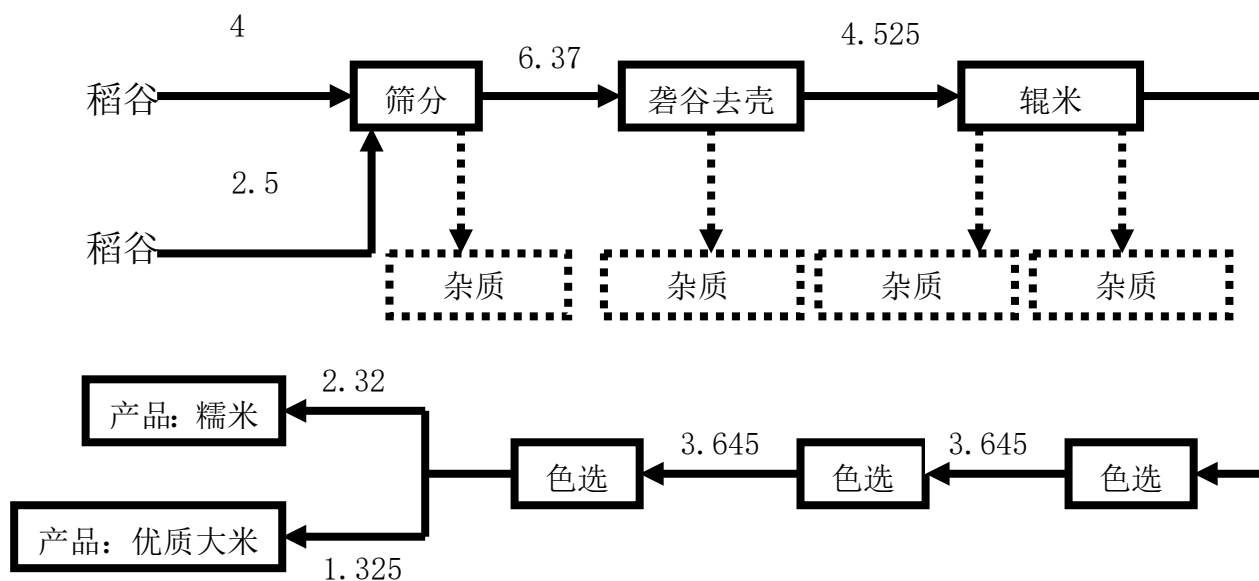 4
6.37
4.525
稻谷
筛分
砻谷去壳
辊米
2.5
稻谷
杂质
杂质
杂质
杂质
2.32
产品：糯米
3.645
3.645
色选
色选
色选
产品：优质大米
1.325